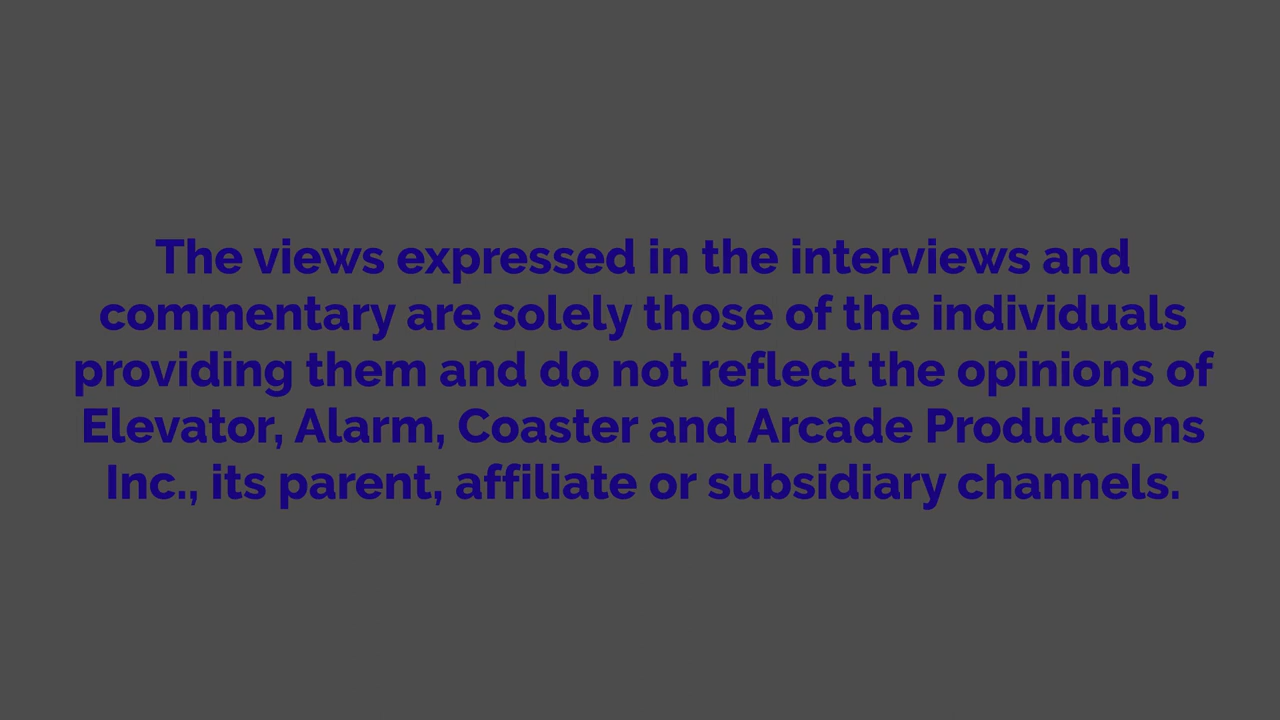 The views expressed in the interviews and
commentary are solely those of the individuals
providing them and do not reflect the opinions of
Elevator, Alarm, Coaster and Arcade Productions
Inc., its parent, affiliate or subsidiary channels.